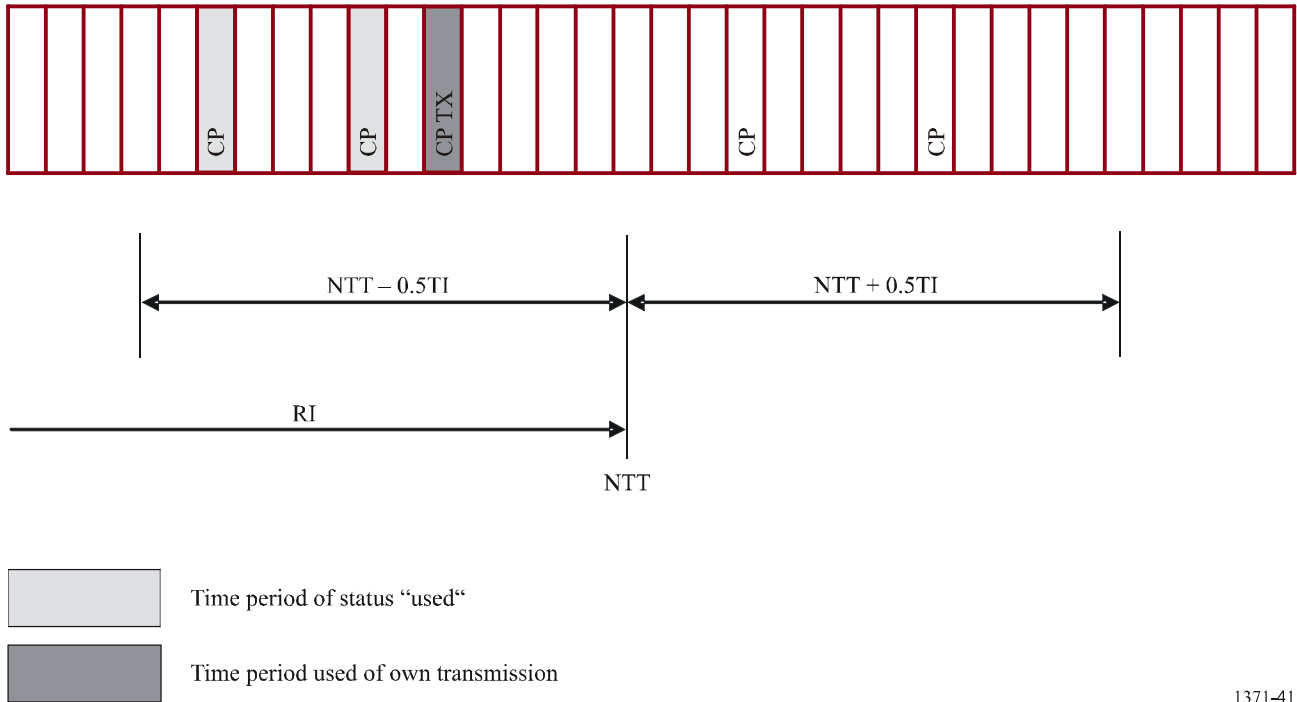 CP
CP
CP TX
CP
CP
NTT – 0.5TI
NTT + 0.5TI
RI
NTT
Time period of status “used“
Time period used of own transmission
1371-41